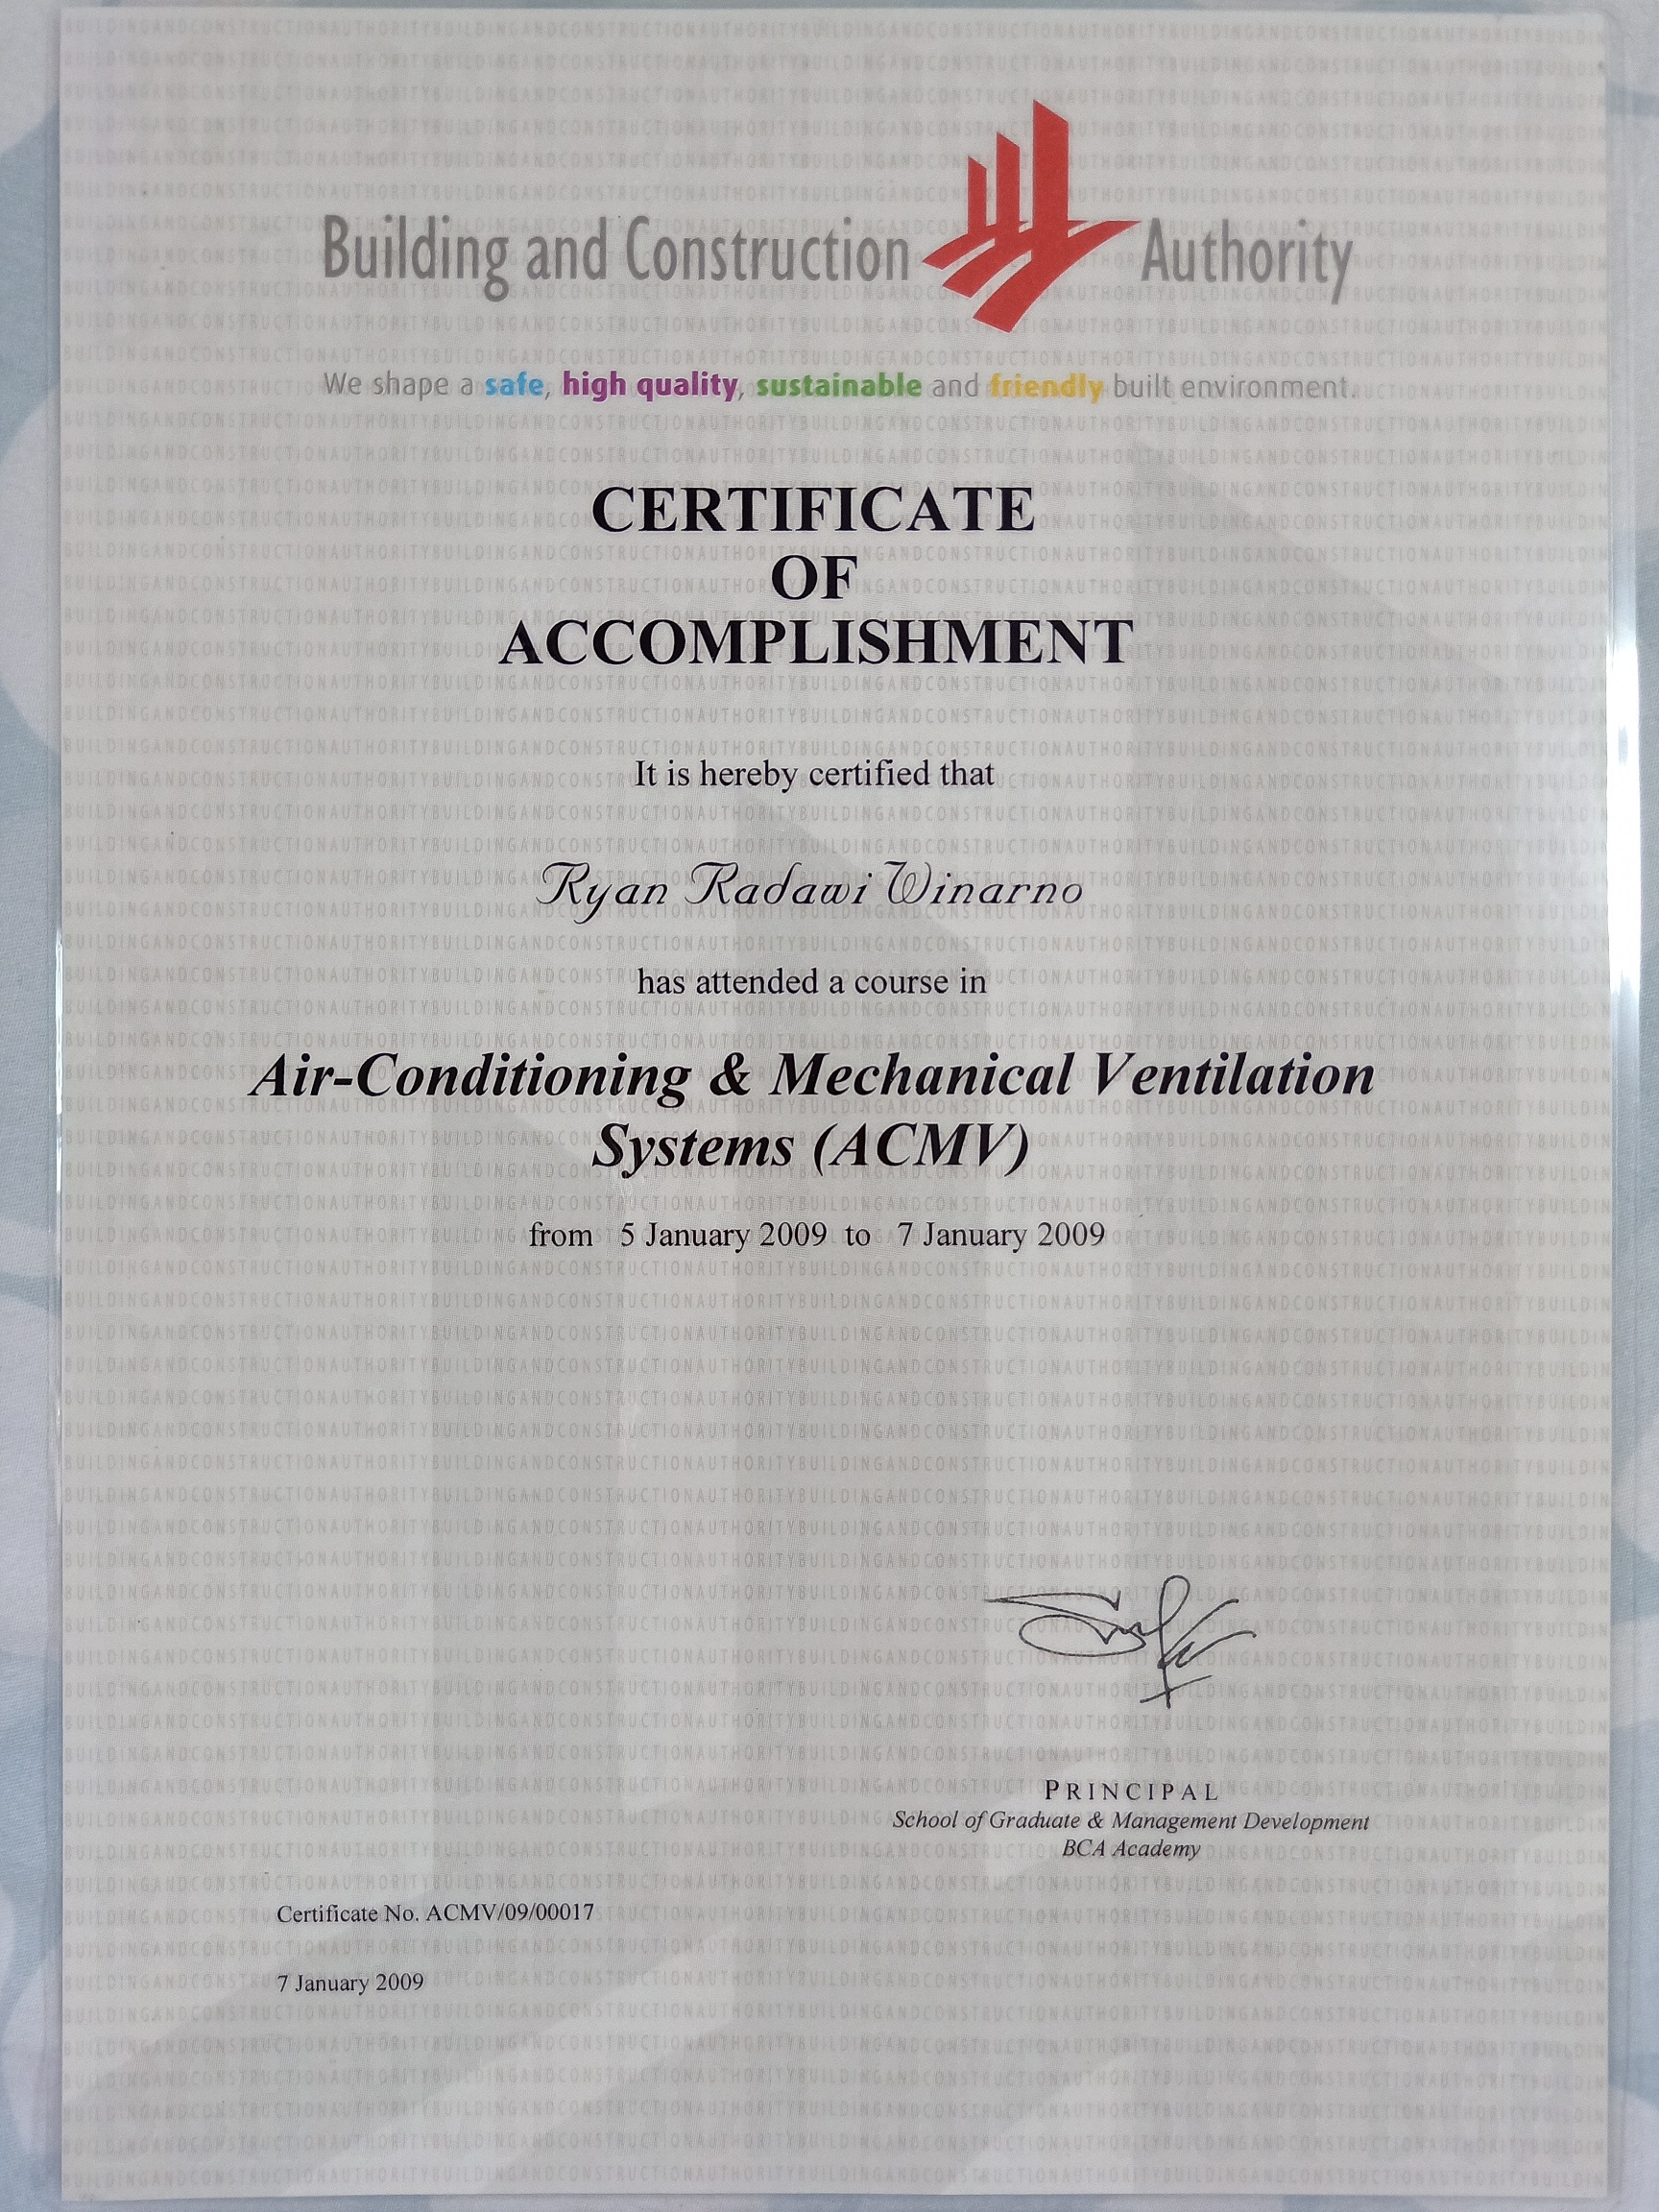 Building and Construction Authority
We shape a safe, high quality, sustainable and friendly built environment.
CERTIFICATE
OF
ACCOMPLISHMENT
It is hereby certified that
Ryan Radawi Winarno
has attended a course in
Air-Conditioning & Mechanical Ventilation
Systems (ACMV)
from 5 January 2009 to 7 January 2009
PRINCIPAL
School of Graduate & Management Development
BCA Academy
Certificate No. ACMV/09/00017
7 January 2009